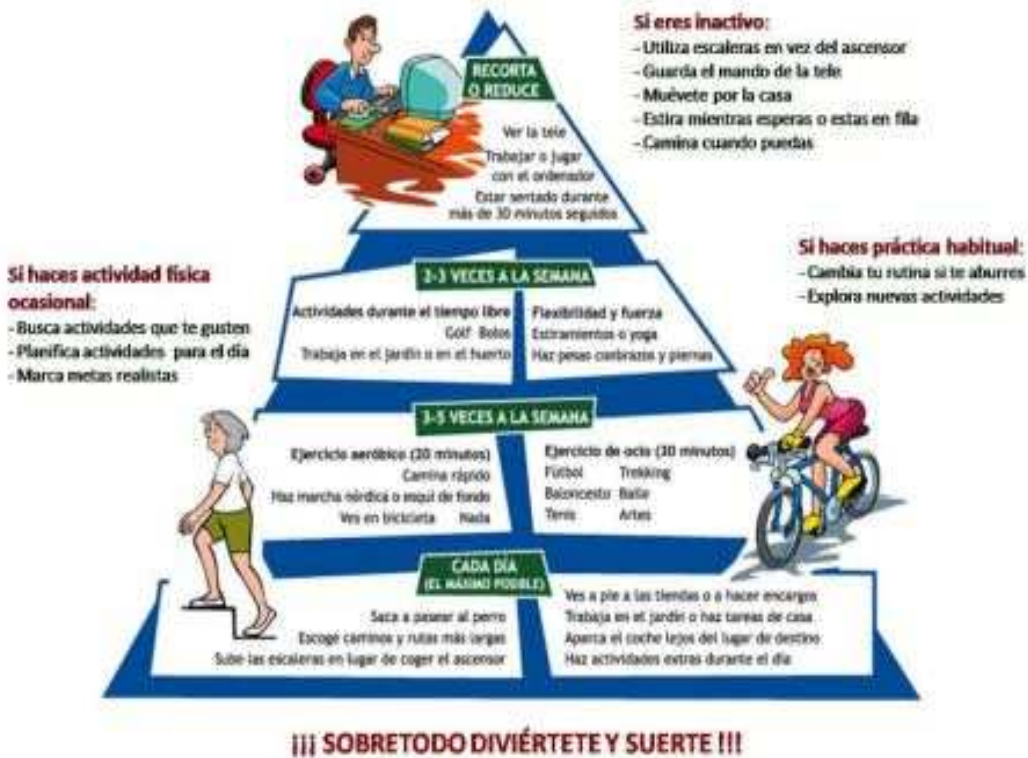 Si eres inactivo:
- Utiliza escaleras en vez del ascensor
- Guarda el mando de la tele
- Muévete por la casa
- Estira mientras esperas o estas en fila
- Camina cuando puedas
RECORTA
O REDUCE
Ver la tele
Trabajar o jugar
con el ordenador
Estar sentado durante
más de 30 minutos seguidos
Si haces práctica habitual:
- Cambia tu rutina si te aburres
- Explora nuevas actividades
Si haces actividad física
ocasional:
- Busca actividades que te gusten
- Planifica actividades para el día
- Marca metas realistas
2-3 VECES A LA SEMANA
Actividades durante el tiempo libre
Golf Bolos
Trabaja en el jardín o en el huerto
Flexibilidad y fuerza
Estiramientos o yoga
Haz pesas con brazos y piernas
3-5 VECES A LA SEMANA
Ejercicio aeróbico (20 minutos)
Camina rápido
Haz marcha nórdica o esquí de fondo
Ves en bicicleta Nada
Ejercicio de ocio (30 minutos)
Fútbol Trekking
Baloncesto Baile
Tenis Artes
CADA DÍA
(EL MÁXIMO POSIBLE)
Saca a pasear al perro
Escoge caminos y rutas más largas
Sube las escaleras en lugar de coger el ascensor
Ves a pie a las tiendas o a hacer encargos
Trabaja en el jardín o haz tareas de casa
Aparca el coche lejos del lugar de destino
Haz actividades extras durante el día
¡¡¡ SOBRETODO DIVIÉRTETE Y SUERTE !!!